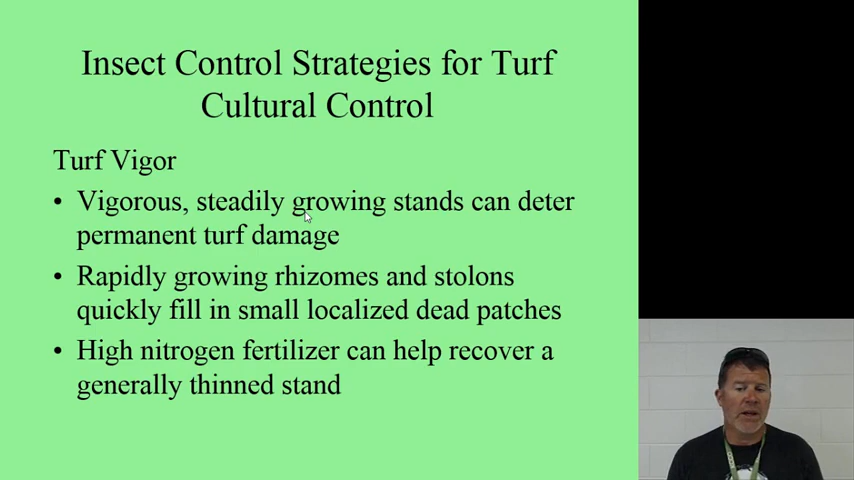 Insect Control Strategies for Turf
Cultural Control
Turf Vigor
• Vigorous, steadily growing stands can deter
permanent turf damage
• Rapidly growing rhizomes and stolons
quickly fill in small localized dead patches
• High nitrogen fertilizer can help recover a
generally thinned stand